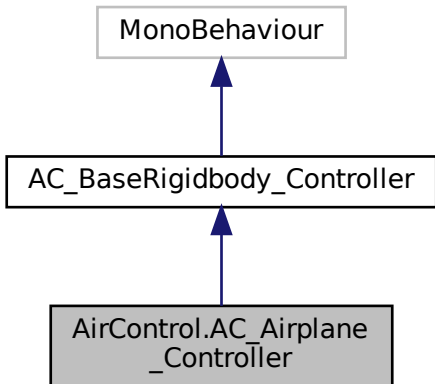 MonoBehaviour
AC_BaseRigidbody_Controller
AirControl.AC_Airplane
_Controller